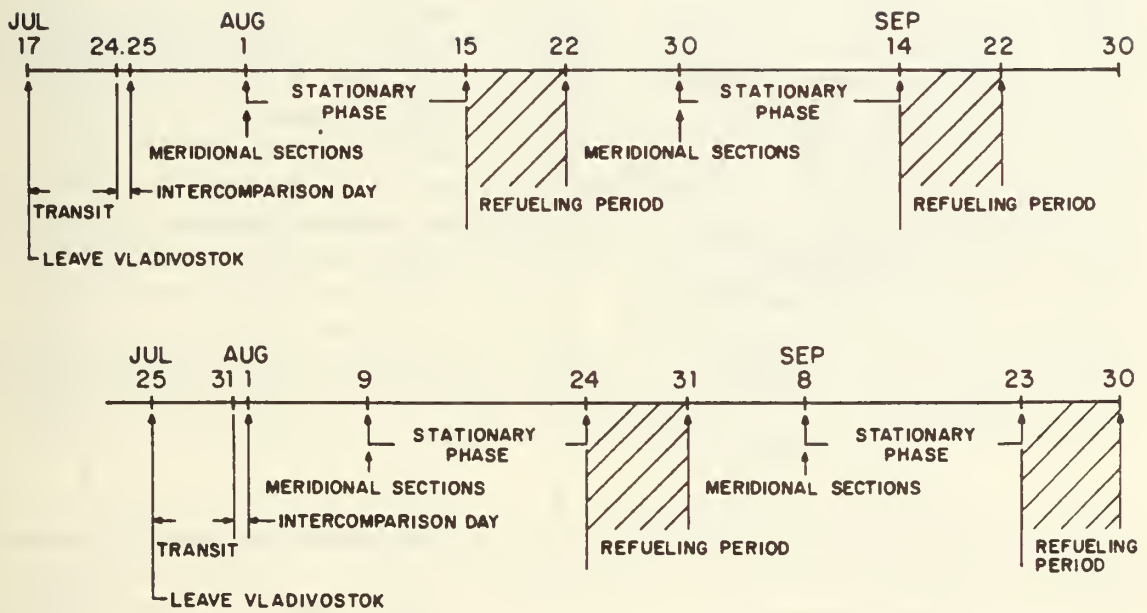 JUL AUG SEP
17 24.25 1 15 22 30 14 22 30
STATIONARY PHASE STATIONARY PHASE
MERIDIONAL SECTIONS MERIDIONAL SECTIONS
INTERCOMPARISON DAY
TRANSIT REFUELING PERIOD REFUELING PERIOD
LEAVE VLADIVOSTOK
JUL AUG SEP
25 31 1 9 24 31 8 23 30
STATIONARY PHASE STATIONARY PHASE
MERIDIONAL SECTIONS MERIDIONAL SECTIONS
INTERCOMPARISON DAY
TRANSIT REFUELING PERIOD REFUELING PERIOD
LEAVE VLADIVOSTOK